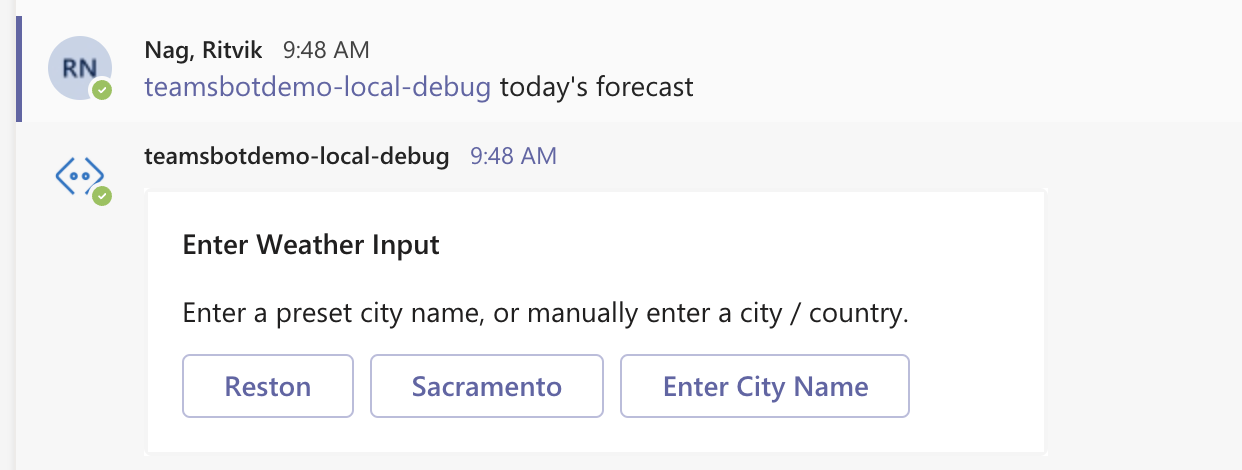 RN
Nag, Ritvik 9:48 AM
teamsbotdemo-local-debug today's forecast
teamsbotdemo-local-debug 9:48 AM
Enter Weather Input
Enter a preset city name, or manually enter a city / country.
Reston Sacramento Enter City Name